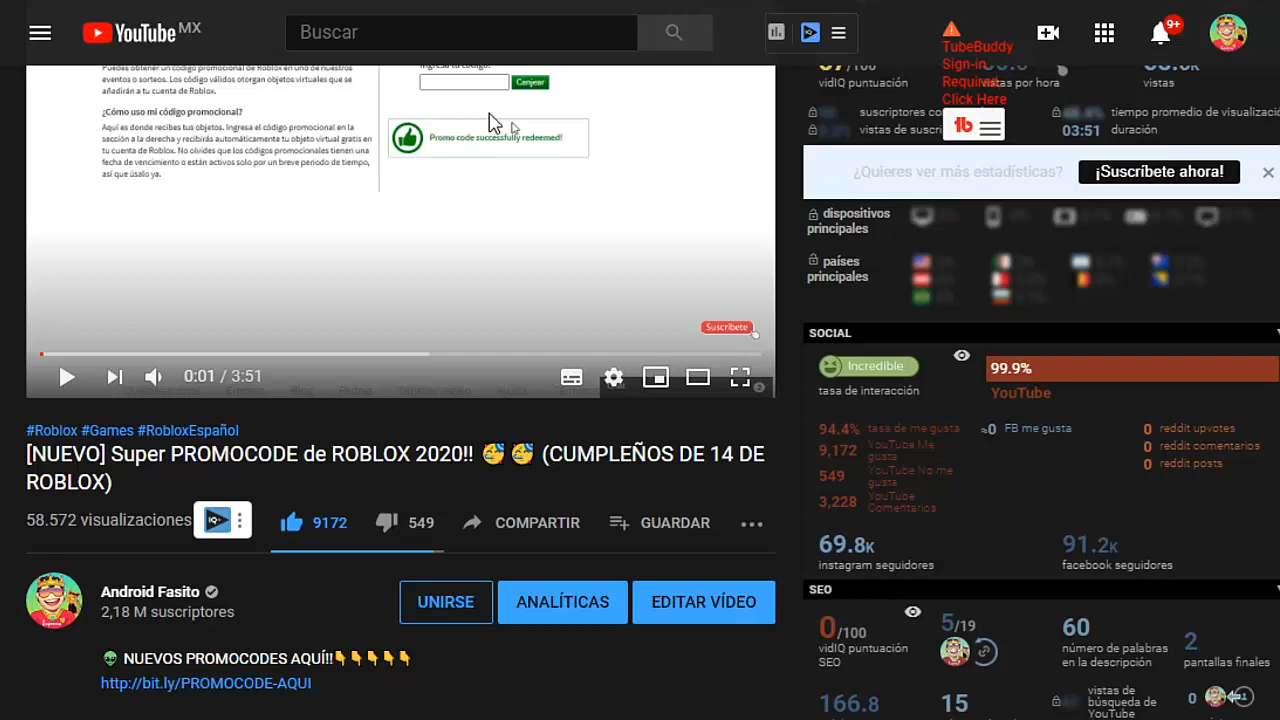 YouTube MX
Buscar
9+
TubeBuddy
Sign-in
Required
Click Here
vidIQ puntuación
vistas por hora
vistas
suscriptores
vistas de suscri
tiempo promedio de visualizació
03:51
duración
¿Quieres ver más estadísticas?
¡Suscríbete ahora!
Puedes obtener un código promocional de Roblox en uno de nuestros
eventos o sorteos. Los código válidos otorgan objetos virtuales que se
añadirán a tu cuenta de Roblox.
¿Cómo uso mi código promocional?
Aquí es donde recibes tus objetos. Ingresa el código promocional en
sección a la derecha y recibirás automáticamente tu objeto virtual gratis en
tu cuenta de Roblox. No olvides que los códigos promocionales tienen una
fecha de vencimiento o están activos solo por un breve periodo de tiempo,
así que úsalo ya.
Canjear
Promo code successfully redeemed!
Suscríbete
0:01 / 3:51
dispositivos
principales
países
principales
SOCIAL
Incredible
tasa de interacción
99.9%
YouTube
94.4% tasa de me gusta
9,172 YouTube Me
gusta
549 YouTube No me
gusta
3,228 YouTube
Comentarios
≈0 FB me gusta
0 reddit upvotes
0 reddit comentarios
0 reddit posts
69.8K
instagram seguidores
91.2K
facebook seguidores
SEO
0/100
vidIQ puntuación
SEO
5/19
60
número de palabras
en la descripción
2
pantallas finales
166.8
15
vistas de
búsqueda de
YouTube
0
#Roblox #Games #RobloxEspañol
[NUEVO] Super PROMOCODE de ROBLOX 2020!! 🥳 🥳 (CUMPLEÑOS DE 14 DE
ROBLOX)
58.572 visualizaciones
9172
549
COMPARTIR
GUARDAR
Android Fasito
2,18 M suscriptores
UNIRSE
ANALÍTICAS
EDITAR VÍDEO
👽 NUEVOS PROMOCODES AQUÍ!!👇👇👇👇👇
http://bit.ly/PROMOCODE-AQUI